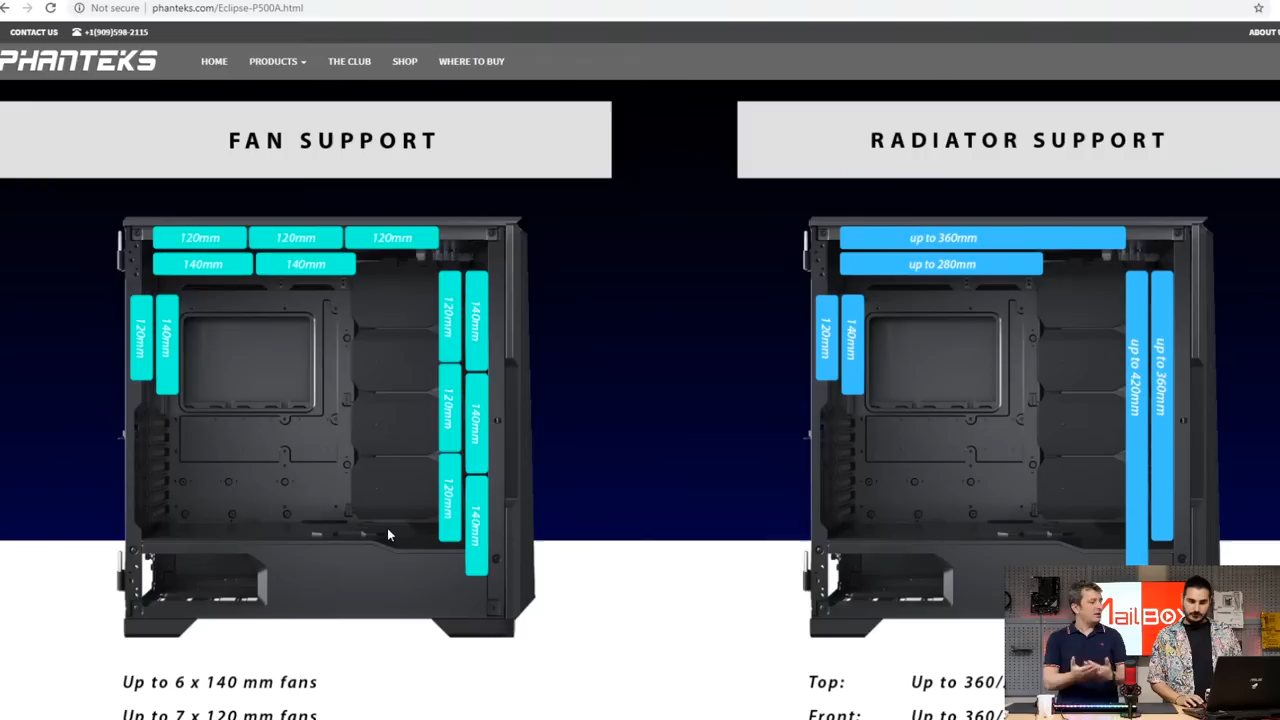 Not secure phanteks.com/Eclipse-P500A.html
CONTACT US +1(909)598-2115
ABOUT
PHANTEKS HOME PRODUCTS THE CLUB SHOP WHERE TO BUY
FAN SUPPORT
120mm 120mm 120mm
140mm 140mm
120mm
140mm
120mm
140mm
120mm
140mm
120mm
140mm
Up to 6 x 140 mm fans
Up to 7 x 120 mm fans
RADIATOR SUPPORT
up to 360mm
up to 280mm
120mm
140mm
up to 420mm
up to 360mm
Top: Up to 360/
Front: Up to 360/
MailBox
ASUS